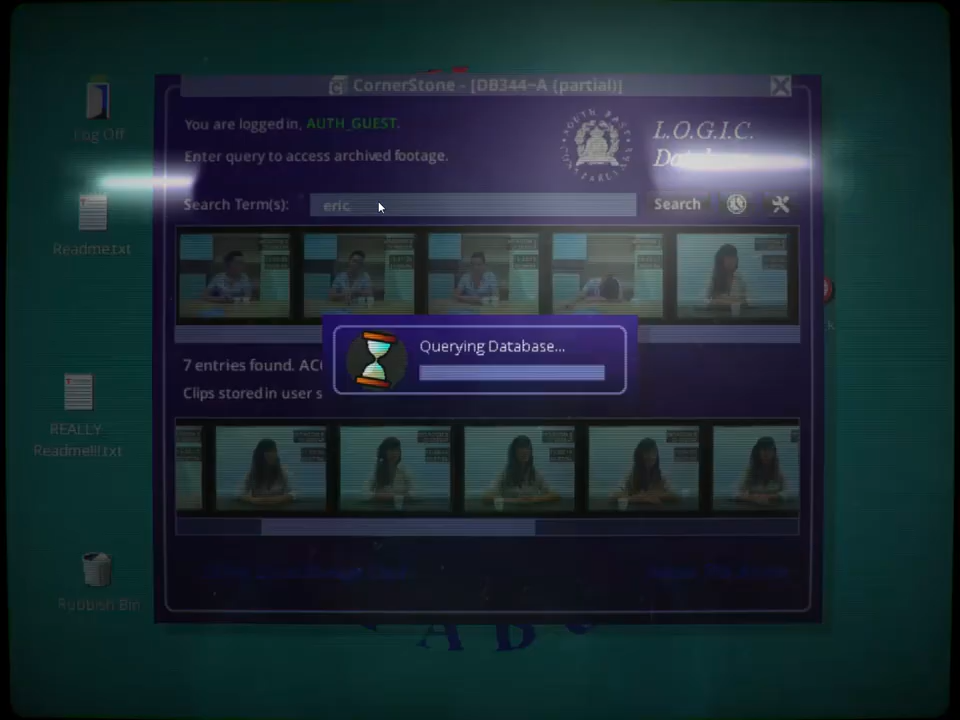 CornerStone - [DB344~A (partial)]
Log Off
You are logged in, AUTH_GUEST.
L.O.G.I.C.
Database
Enter query to access archived footage.
Search Term(s):
eric
Search
Readme.txt
Querying Database...
7 entries found.
Clips stored in user s
REALLY
Readme!!!.txt
Rubbish Bin